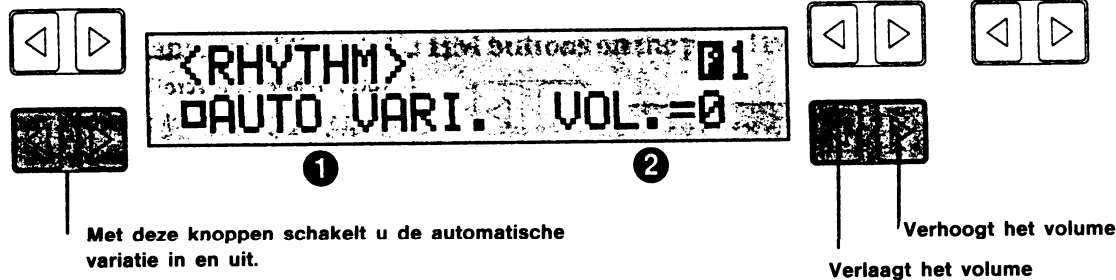 <RHYTHM> F 1
AUTO VARI. VOL.=0
1 2
Met deze knoppen schakelt u de automatische
variatie in en uit.
Verhoogt het volume
Verlaagt het volume